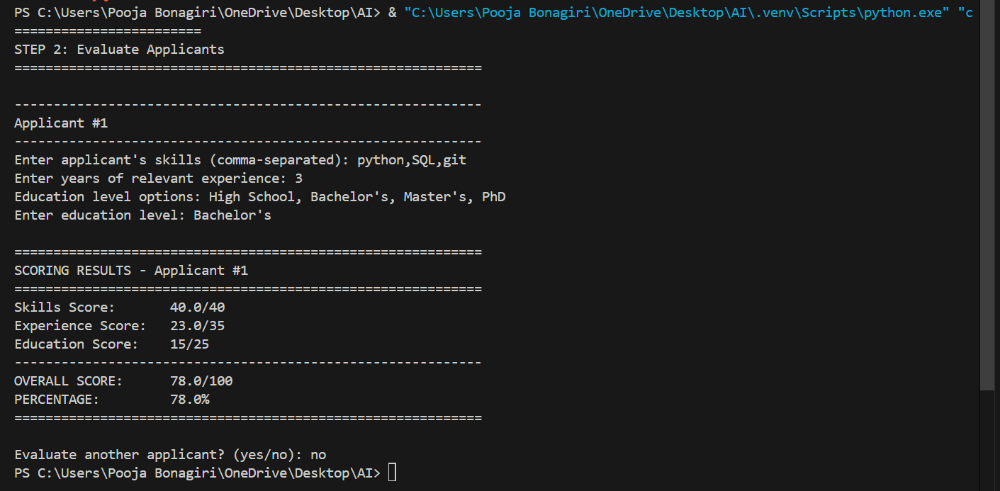 PS C:\Users\Pooja Bonagiri\OneDrive\Desktop\AI> & "C:\Users\Pooja Bonagiri\OneDrive\Desktop\AI\.venv\Scripts\python.exe" "c
========================
STEP 2: Evaluate Applicants
============================================================
------------------------------------------------------------
Applicant #1
------------------------------------------------------------
Enter applicant's skills (comma-separated): python,SQL,git
Enter years of relevant experience: 3
Education level options: High School, Bachelor's, Master's, PhD
Enter education level: Bachelor's
============================================================
SCORING RESULTS - Applicant #1
============================================================
Skills Score:       40.0/40
Experience Score:   23.0/35
Education Score:    15/25
------------------------------------------------------------
OVERALL SCORE:      78.0/100
PERCENTAGE:         78.0%
============================================================
Evaluate another applicant? (yes/no): no
PS C:\Users\Pooja Bonagiri\OneDrive\Desktop\AI>